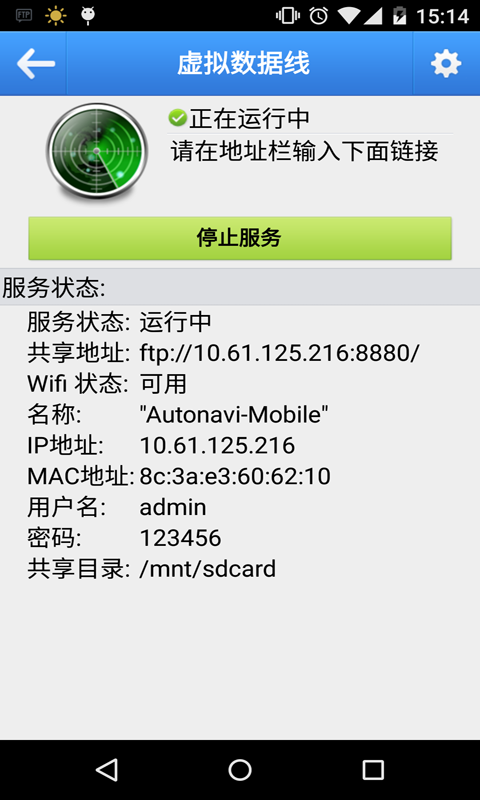 FTP
15:14
虚拟数据线
正在运行中
请在地址栏输入下面链接
停止服务
服务状态:
服务状态: 运行中
共享地址: ftp://10.61.125.216:8880/
Wifi 状态: 可用
名称: "Autonavi-Mobile"
IP地址: 10.61.125.216
MAC地址: 8c:3a:e3:60:62:10
用户名: admin
密码: 123456
共享目录: /mnt/sdcard